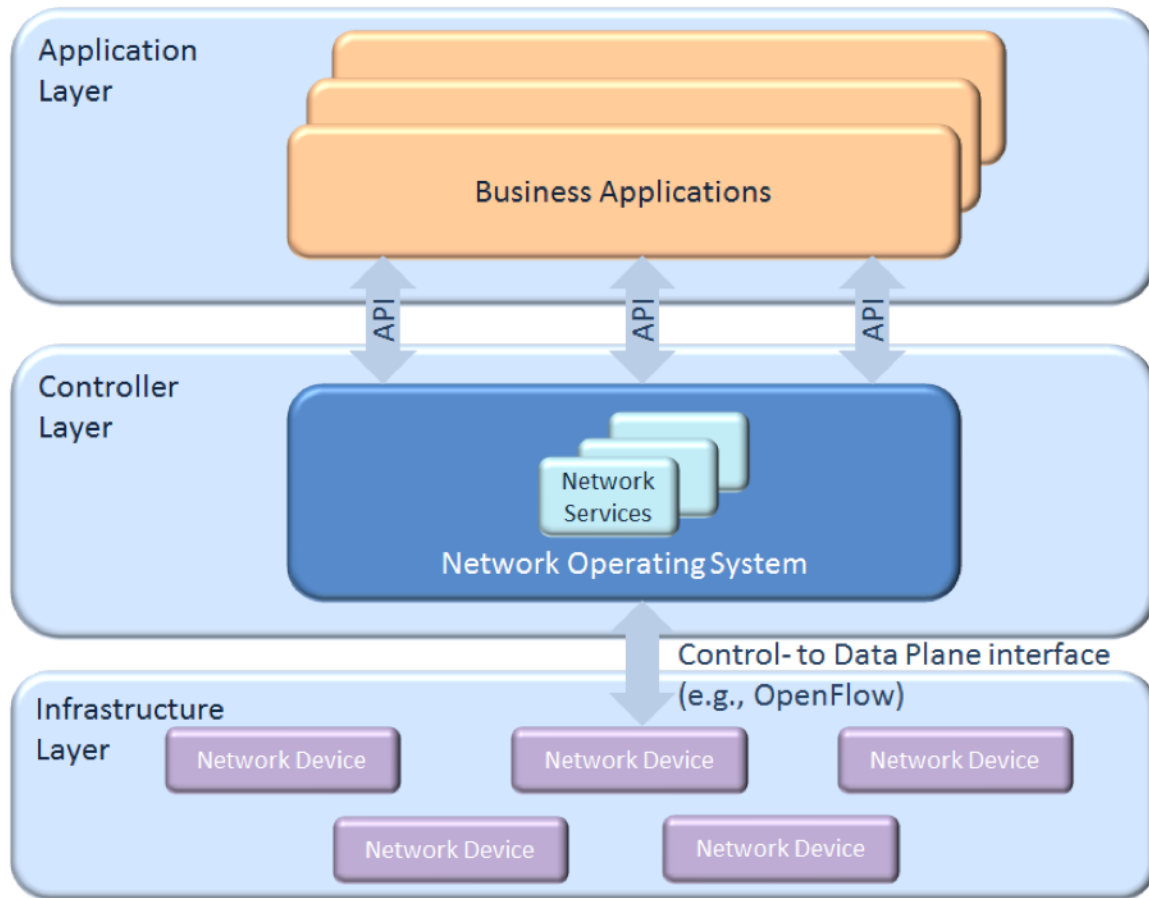 Application
Layer
Business Applications
API
API
API
Controller
Layer
Network
Services
Network Operating System
Control- to Data Plane interface
(e.g., OpenFlow)
Infrastructure
Layer
Network Device
Network Device
Network Device
Network Device
Network Device